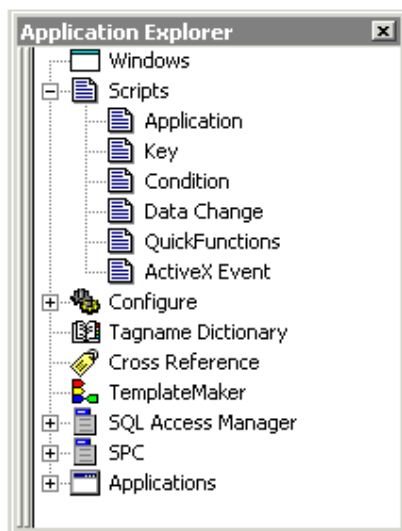 Application Explorer
Windows
Scripts
Application
Key
Condition
Data Change
QuickFunctions
ActiveX Event
Configure
Tagname Dictionary
Cross Reference
TemplateMaker
SQL Access Manager
SPC
Applications